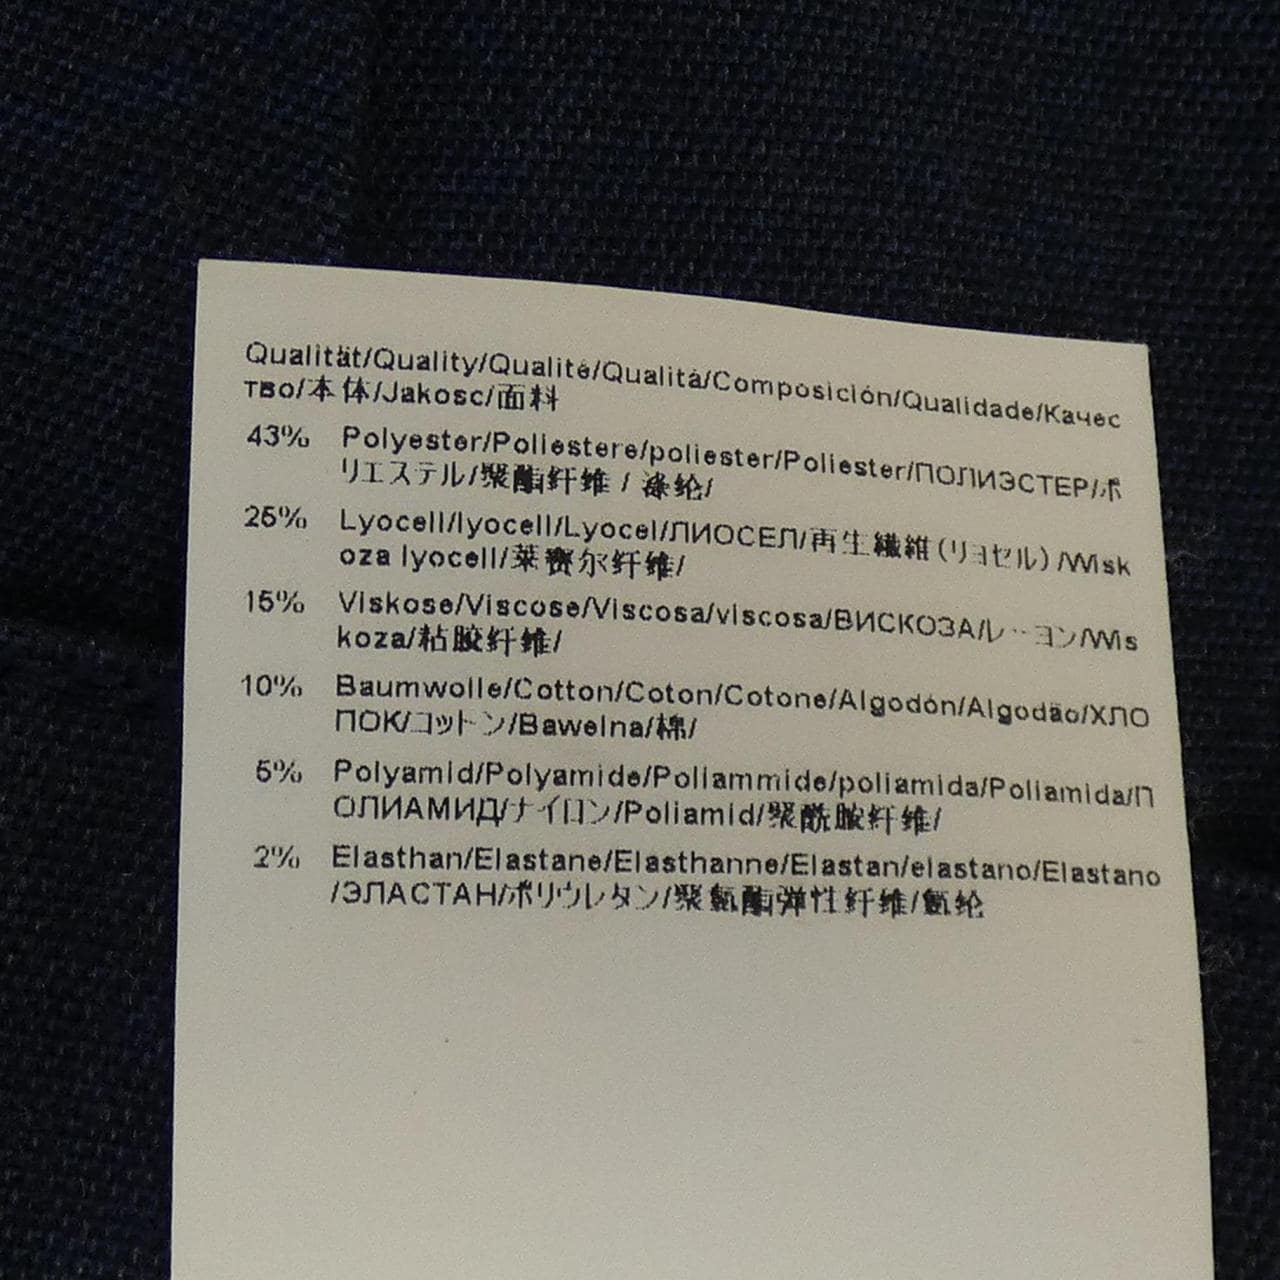 Qualität/Quality/Qualité/Qualità/Composición/Qualidade/Качес
тво/本体/Jakosc/面料
43% Polyester/Poliestere/poliester/Poliester/ПОЛИЭСТЕР/ポ
リエステル/聚酯纤维 / 涤纶/
25% Lyocell/lyocell/Lyocel/ЛИОСЕЛ/再生繊維(リヨセル)/Wisk
oza lyocell/莱赛尔纤维/
15% Viskose/Viscose/Viscosa/viscosa/ВИСКОЗА/レーヨン/Wis
koza/粘胶纤维/
10% Baumwolle/Cotton/Coton/Cotone/Algodón/Algodão/ХЛО
ПОК/コットン/Bawelna/棉/
5% Polyamid/Polyamide/Poliammide/poliamida/Poliamida/П
ОЛИАМИД/ナイロン/Poliamid/聚酰胺纤维/
2% Elasthan/Elastane/Elasthanne/Elastan/elastano/Elastano
/ЭЛАСТАН/ポリウレタン/聚氨酯弹性纤维/氨纶